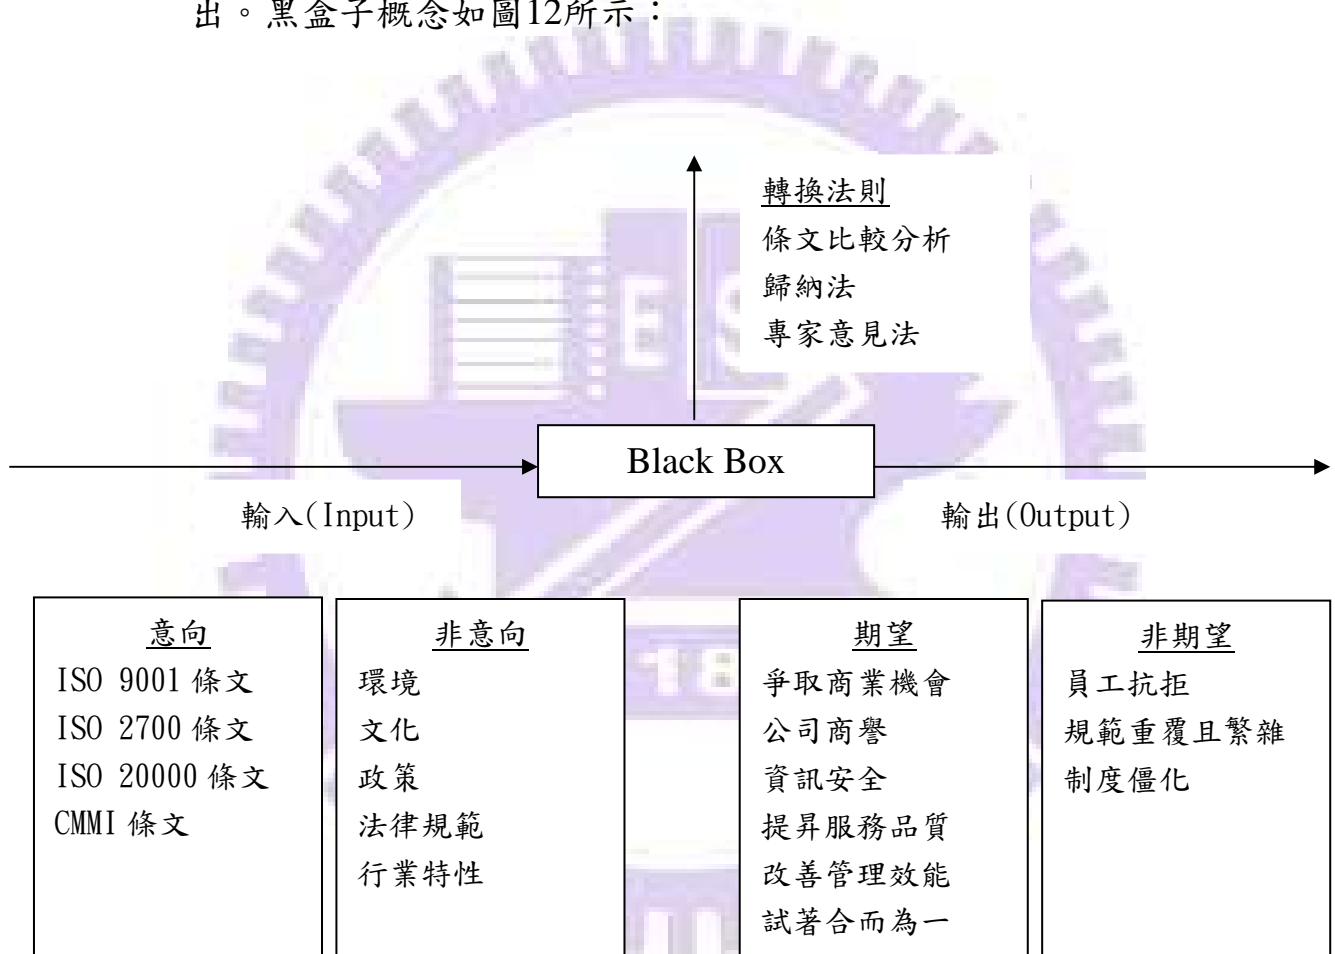 出。黑盒子概念如圖12所示：
轉換法則
條文比較分析
歸納法
專家意見法
Black Box
輸入(Input)
輸出(Output)
意向
ISO 9001 條文
ISO 2700 條文
ISO 20000 條文
CMMI 條文
非意向
環境
文化
政策
法律規範
行業特性
期望
爭取商業機會
公司商譽
資訊安全
提昇服務品質
改善管理效能
試著合而為一
非期望
員工抗拒
規範重覆且繁雜
制度僵化
E S
18